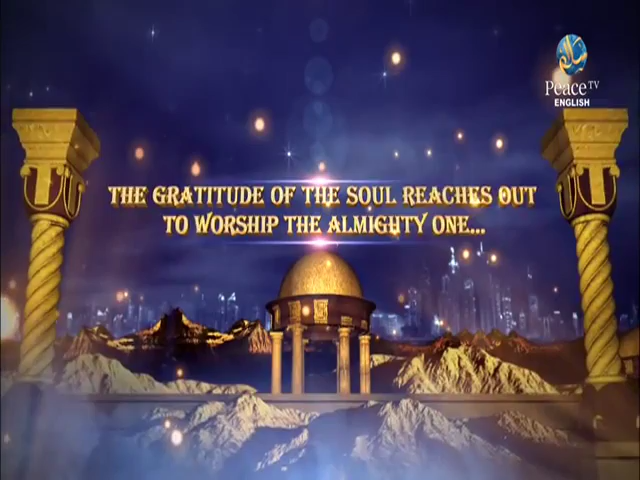 Peace TV
ENGLISH
THE GRATITUDE OF THE SOUL REACHES OUT
TO WORSHIP THE ALMIGHTY ONE...